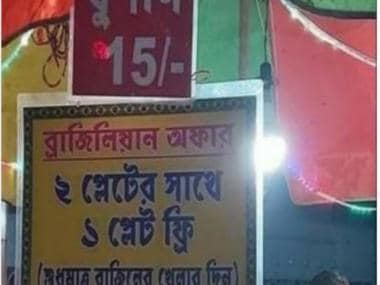 15/-
ব্রাজিলিয়ান অফার
২ প্লেটের সাথে
১ প্লেট ফ্রি
(শুধুমাত্র ব্রাজিলের খেলার দিন)